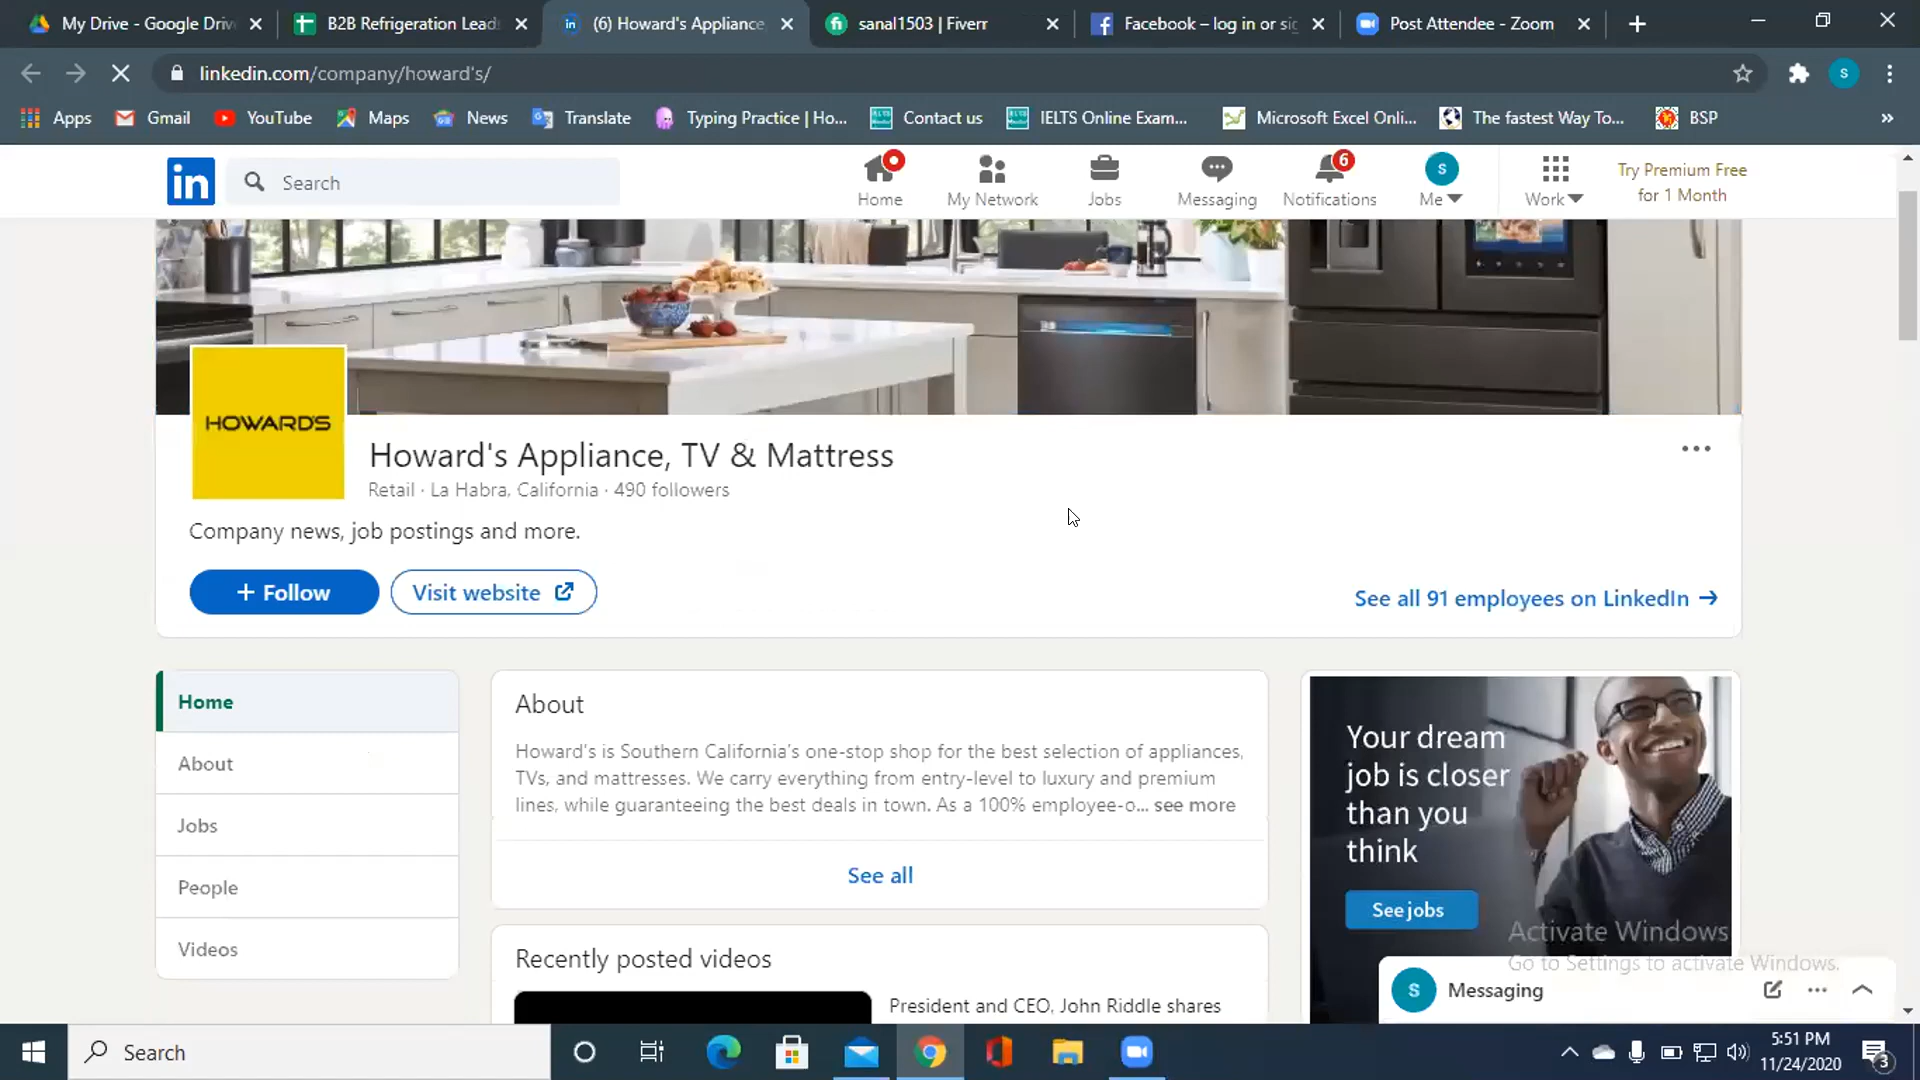 My Drive - Google Driv
B2B Refrigeration Lead
(6) Howard's Appliance
sanal1503 | Fiverr
Facebook – log in or sig
Post Attendee - Zoom
linkedin.com/company/howard's/
S
Apps
Gmail
YouTube
Maps
News
Translate
Typing Practice | Ho...
Contact us
IELTS Online Exam...
Microsoft Excel Onli...
The fastest Way To...
BSP
»
in
Search
Home
My Network
Jobs
Messaging
6
Notifications
S
Me
Work
Try Premium Free
for 1 Month
HOWARD'S
Howard's Appliance, TV & Mattress
Retail · La Habra, California · 490 followers
Company news, job postings and more.
+ Follow
Visit website
See all 91 employees on LinkedIn →
Home
About
Jobs
People
Videos
About
Howard's is Southern California's one-stop shop for the best selection of appliances,
TVs, and mattresses. We carry everything from entry-level to luxury and premium
lines, while guaranteeing the best deals in town. As a 100% employee-o... see more
See all
Recently posted videos
President and CEO, John Riddle shares
Your dream
job is closer
than you
think
See jobs
Activate Windows
Go to Settings to activate Windows.
S
Messaging
Search
5:51 PM
11/24/2020
3